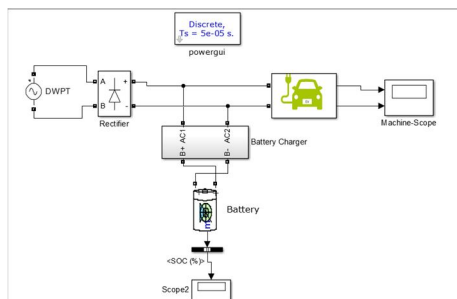 Discrete,
Ts = 5e-05 s.
powergui
DWPT
A
+
B
-
Rectifier
Machine-Scope
B+ AC1
B- AC2
Battery Charger
Battery
E
<SOC (%)>
Scope2